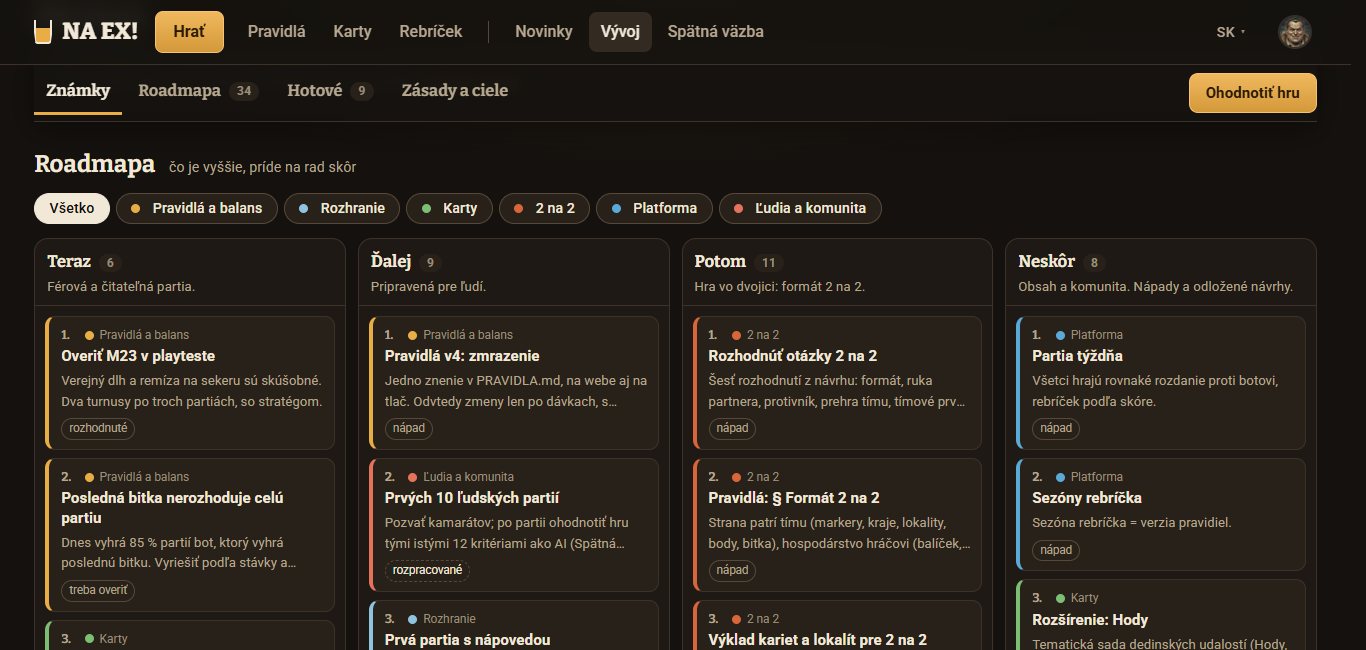 NA EX!
Hrať
Pravidlá
Karty
Rebríček
Novinky
Vývoj
Spätná väzba
SK
Známky
Roadmapa 34
Hotové 9
Zásady a ciele
Ohodnotiť hru
Roadmapa čo je vyššie, príde na rad skôr
Všetko
Pravidlá a balans
Rozhranie
Karty
2 na 2
Platforma
Ľudia a komunita
Teraz 6
Férová a čitateľná partia.
1. Pravidlá a balans
Overiť M23 v playteste
Verejný dlh a remíza na sekeru sú skúšobné.
Dva turnusy po troch partiách, so stratégom.
rozhodnuté
2. Pravidlá a balans
Posledná bitka nerozhoduje celú
partiu
Dnes vyhrá 85 % partií bot, ktorý vyhrá
poslednú bitku. Vyriešiť podľa stávky a…
treba overiť
3. Karty
Ďalej 9
Pripravená pre ľudí.
1. Pravidlá a balans
Pravidlá v4: zmrazenie
Jedno znenie v PRAVIDLA.md, na webe aj na
tlač. Odvtedy zmeny len po dávkach, s…
nápad
2. Ľudia a komunita
Prvých 10 ľudských partií
Pozvať kamarátov; po partii ohodnotiť hru
tými istými 12 kritériami ako AI (Spätná…
rozpracované
3. Rozhranie
Prvá partia s nápovedou
Potom 11
Hra vo dvojici: formát 2 na 2.
1. 2 na 2
Rozhodnúť otázky 2 na 2
Šesť rozhodnutí z návrhu: formát, ruka
partnera, protivník, prehra tímu, tímové prv…
nápad
2. 2 na 2
Pravidlá: § Formát 2 na 2
Strana patrí tímu (markery, kraje, lokality,
body, bitka), hospodárstvo hráčovi (balíček,…
nápad
3. 2 na 2
Výklad kariet a lokalít pre 2 na 2
Neskôr 8
Obsah a komunita. Nápady a odložené návrhy.
1. Platforma
Partia týždňa
Všetci hrajú rovnaké rozdanie proti botovi,
rebríček podľa skóre.
nápad
2. Platforma
Sezóny rebríčka
Sezóna rebríčka = verzia pravidiel.
nápad
3. Karty
Rozšírenie: Hody
Tematická sada dedinských udalostí (Hody,